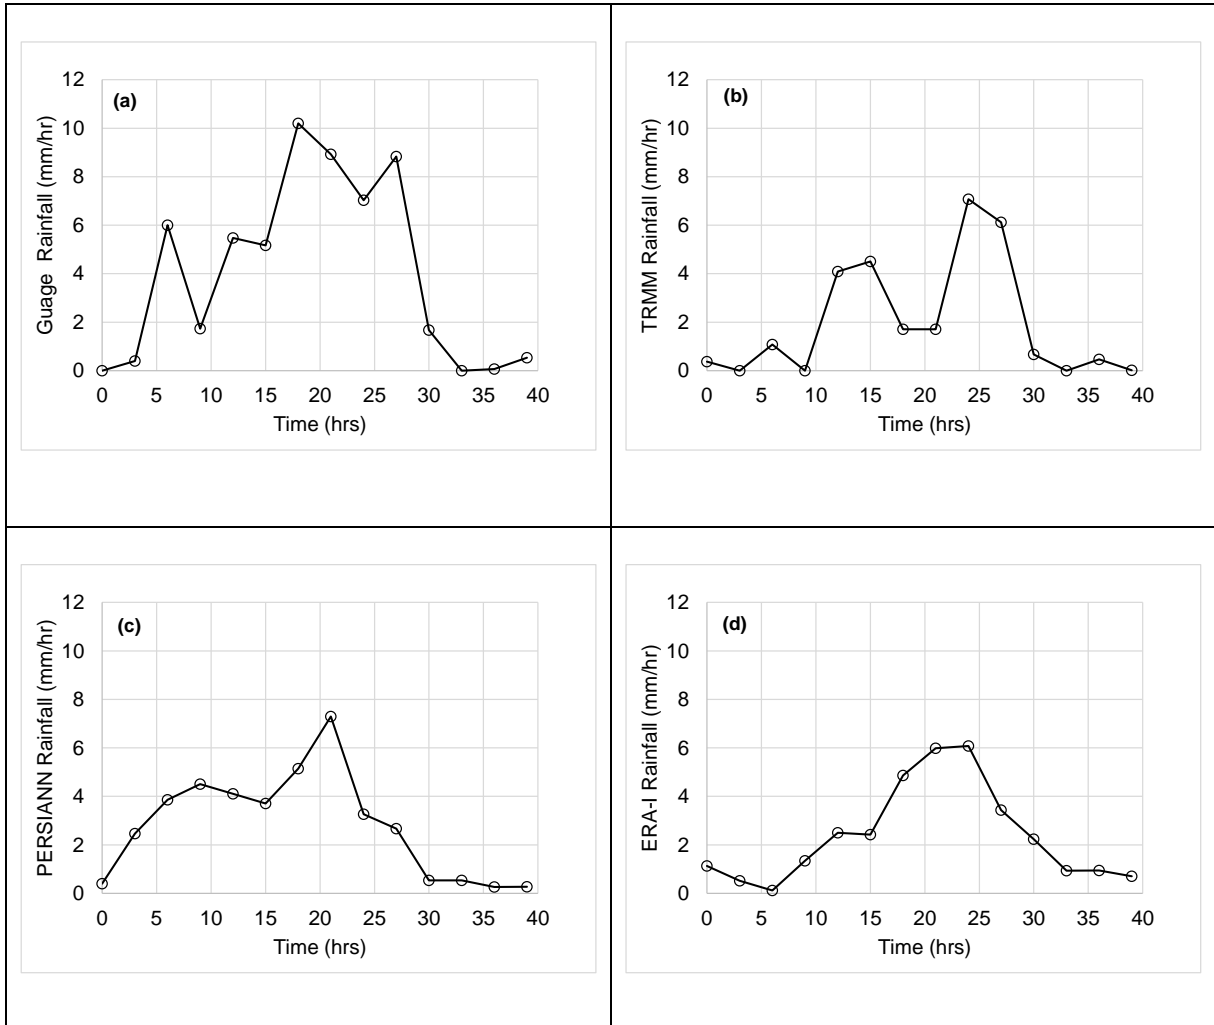 (a)
Guage Rainfall (mm/hr)
12
10
8
6
4
2
0
0 5 10 15 20 25 30 35 40
Time (hrs)
(b)
TRMM Rainfall (mm/hr)
12
10
8
6
4
2
0
0 5 10 15 20 25 30 35 40
Time (hrs)
(c)
PERSIANN Rainfall (mm/hr)
12
10
8
6
4
2
0
0 5 10 15 20 25 30 35 40
Time (hrs)
(d)
ERA-I Rainfall (mm/hr)
12
10
8
6
4
2
0
0 5 10 15 20 25 30 35 40
Time (hrs)